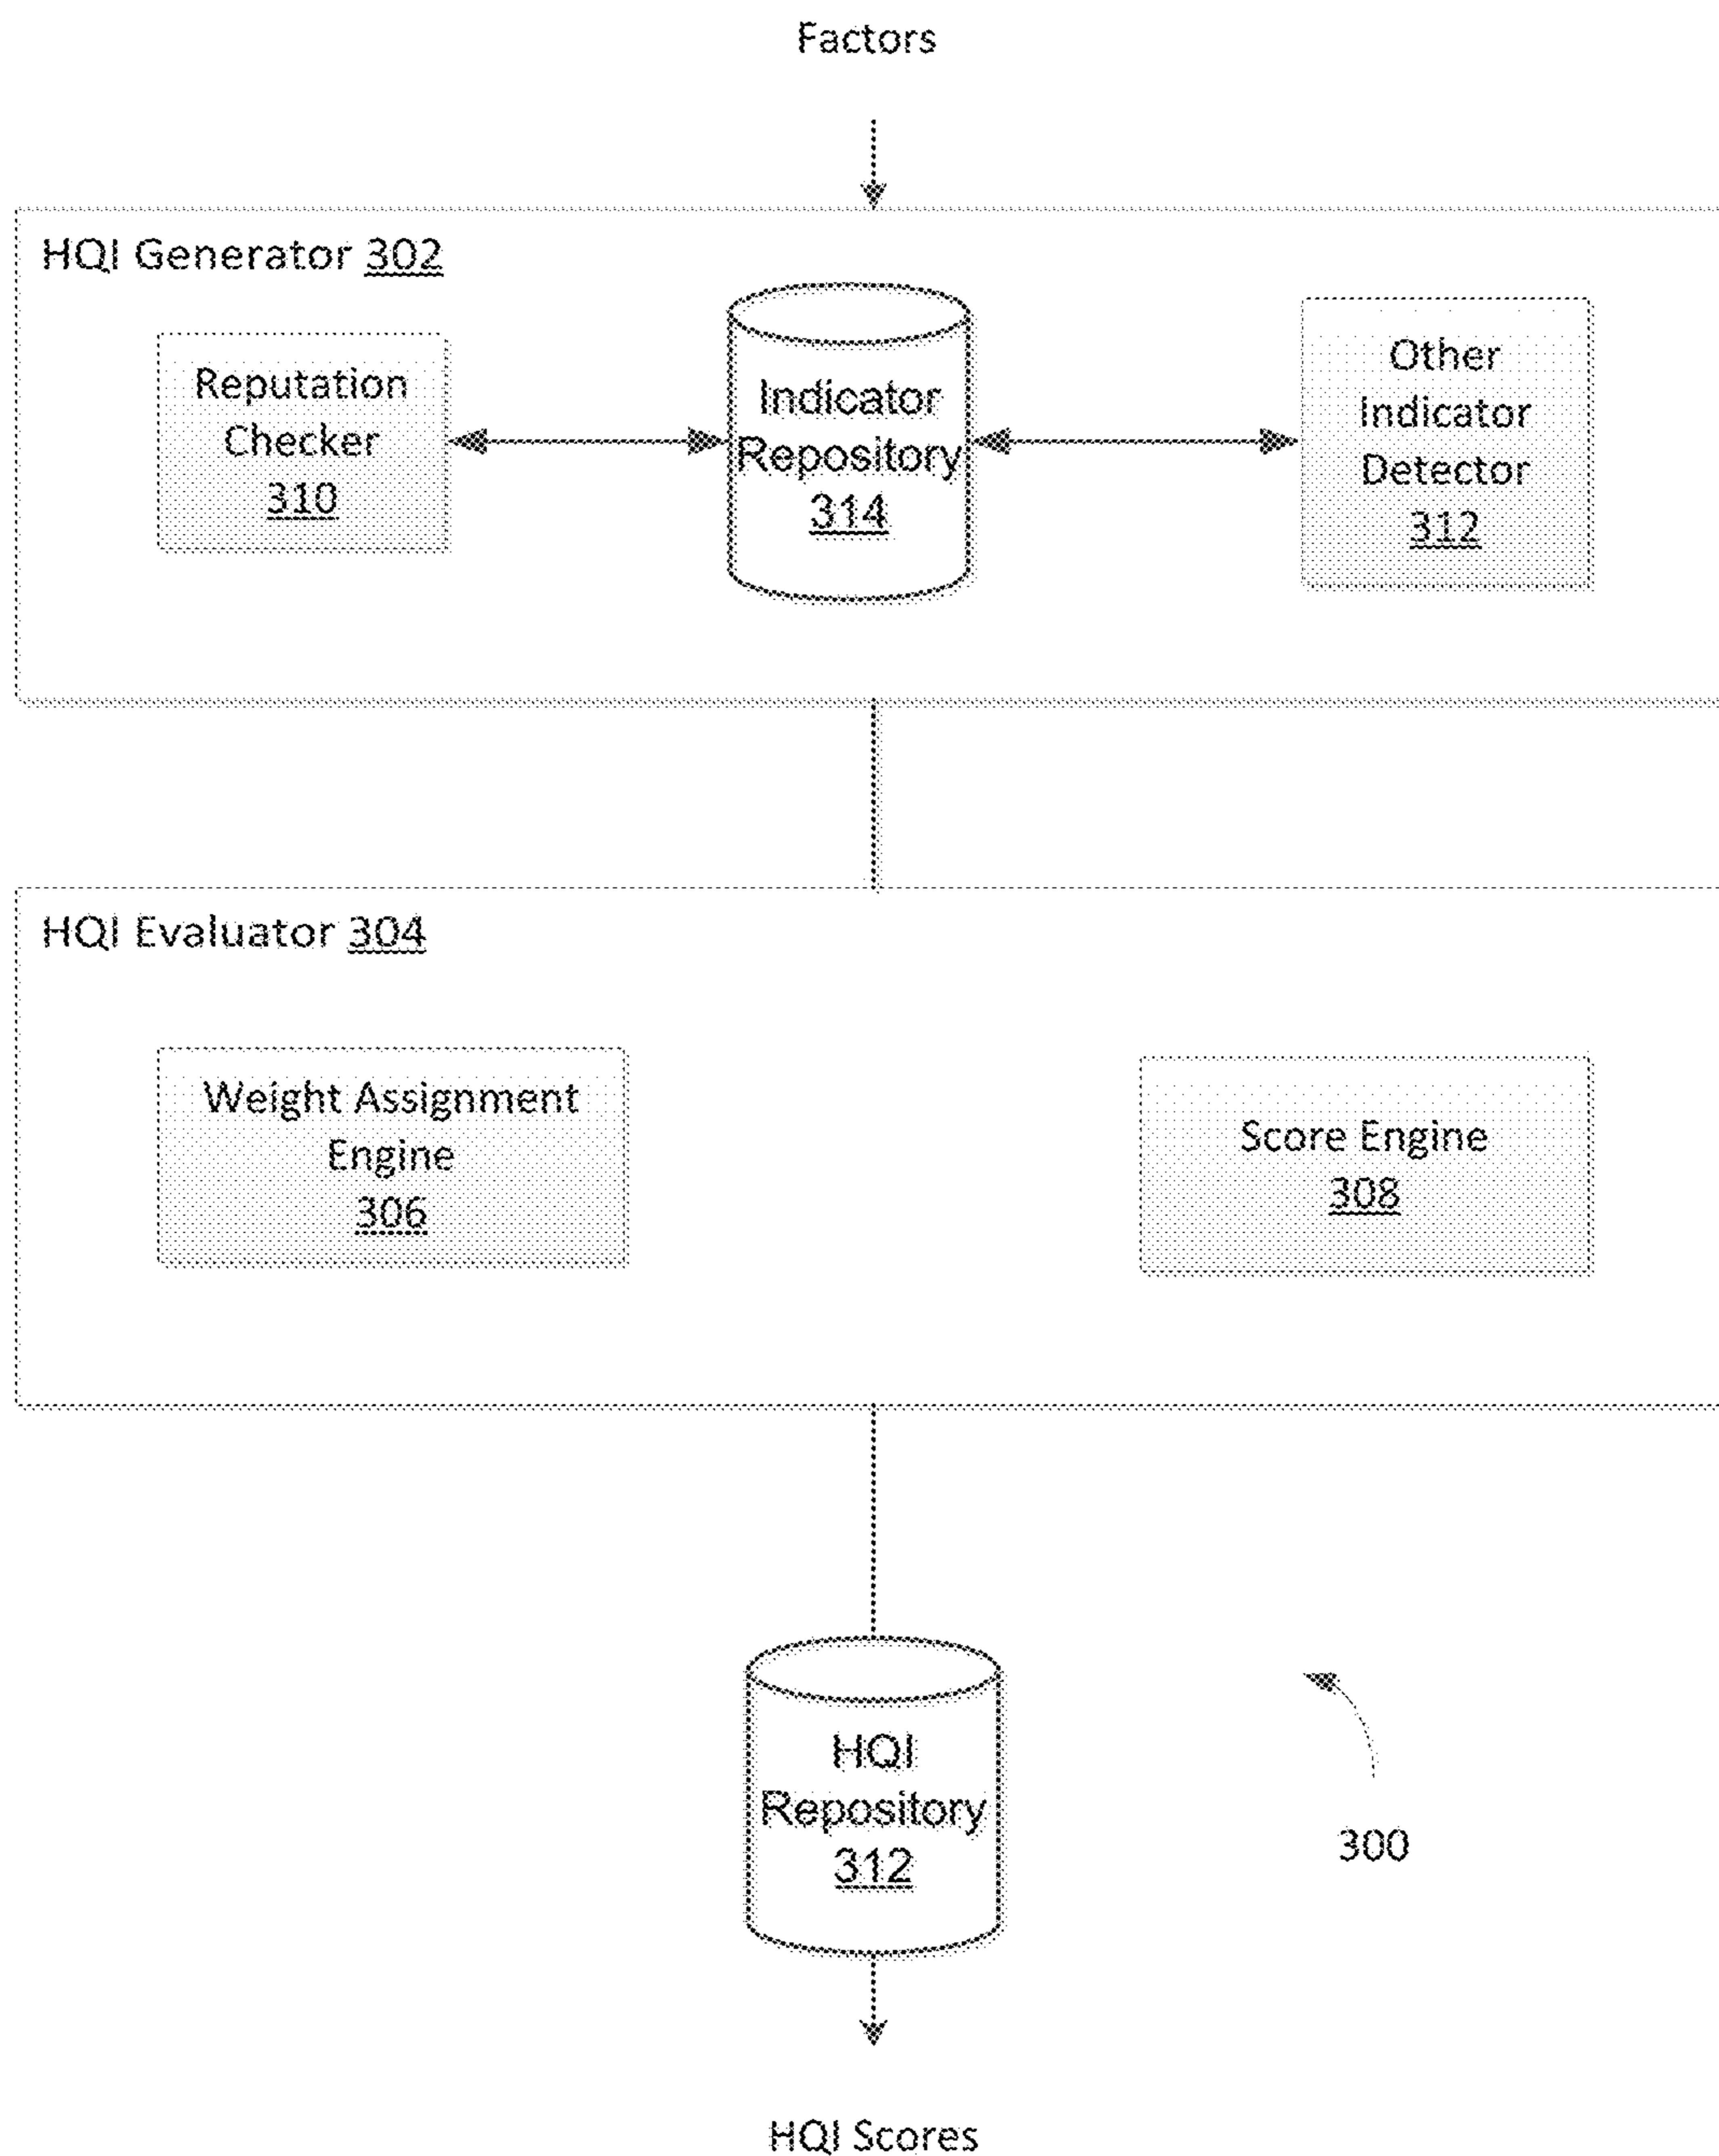 Factors
HQI Generator 302
Reputation
Checker
310
Indicator
Repository
314
Other
Indicator
Detector
312
HQI Evaluator 304
Weight Assignment
Engine
306
Score Engine
308
HQI
Repository
312
300
HQI Scores